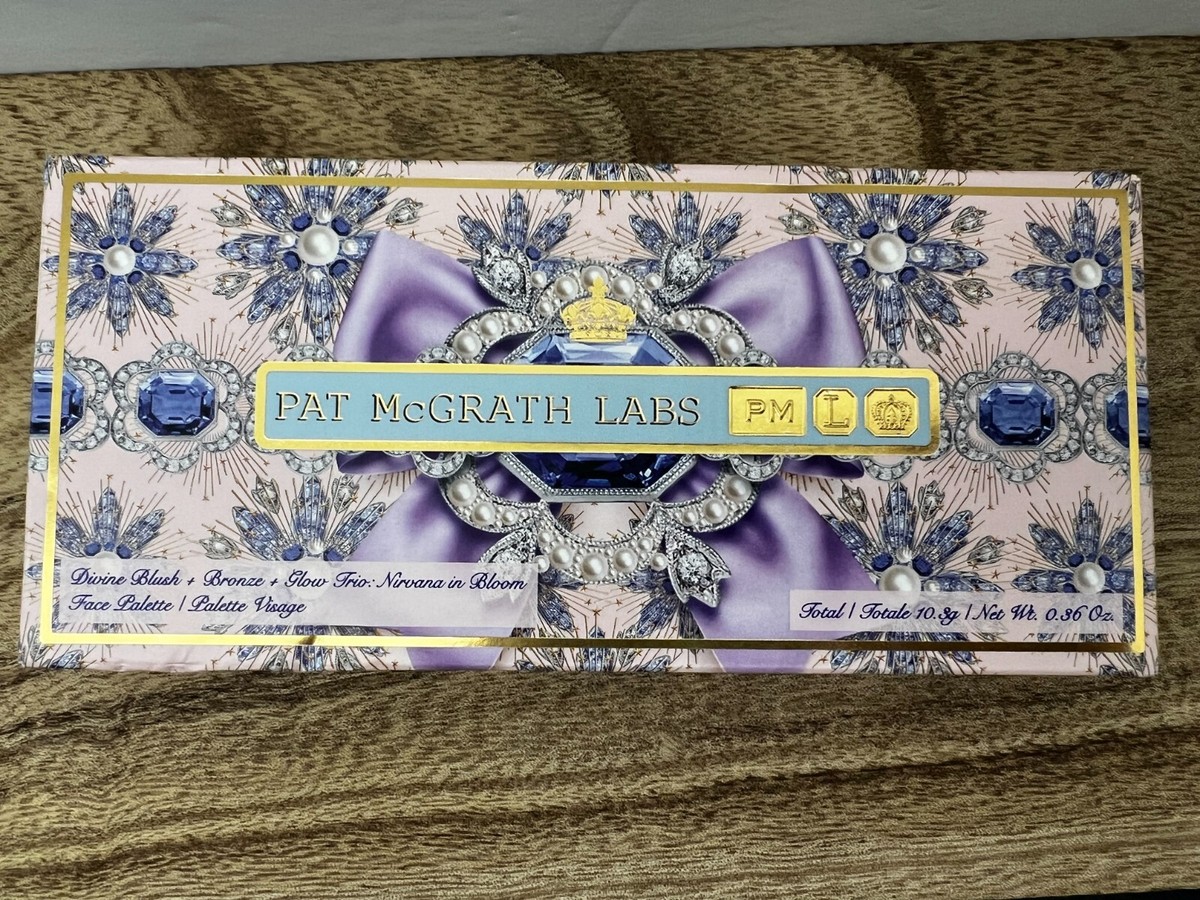 PAT McGRATH LABS PM L
Divine Blush + Bronze + Glow Trio: Nirvana in Bloom
Face Palette | Palette Visage
Total | Totale 10.3g | Net Wt. 0.36 Oz.